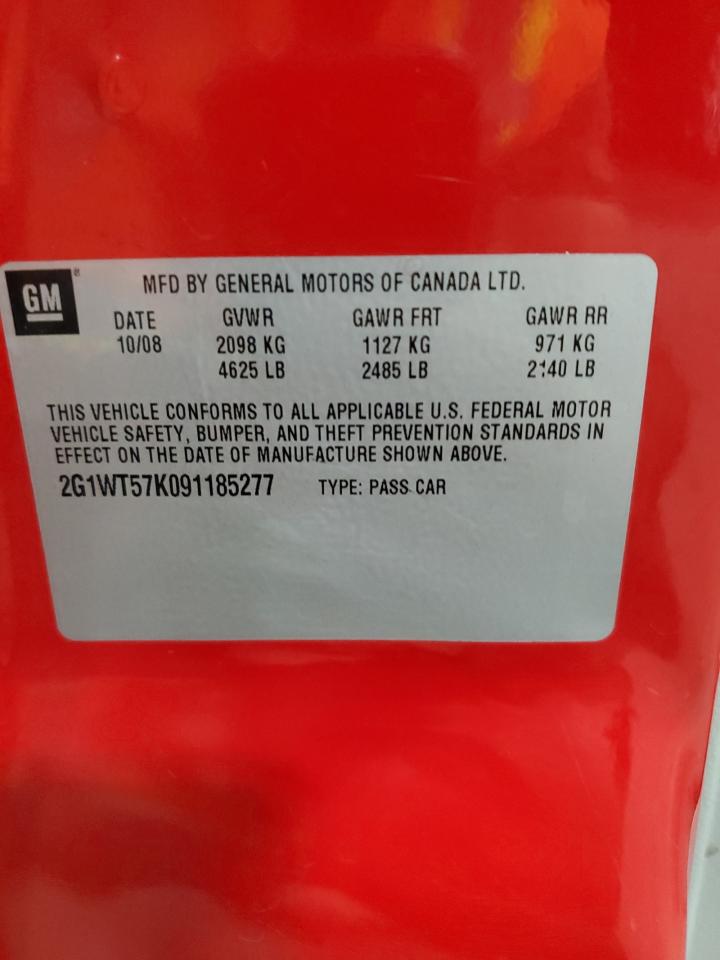 GM®
MFD BY GENERAL MOTORS OF CANADA LTD.
DATE GVWR GAWR FRT GAWR RR
10/08 2098 KG 1127 KG 971 KG
4625 LB 2485 LB 2140 LB
THIS VEHICLE CONFORMS TO ALL APPLICABLE U.S. FEDERAL MOTOR
VEHICLE SAFETY, BUMPER, AND THEFT PREVENTION STANDARDS IN
EFFECT ON THE DATE OF MANUFACTURE SHOWN ABOVE.
2G1WT57K091185277 TYPE: PASS CAR